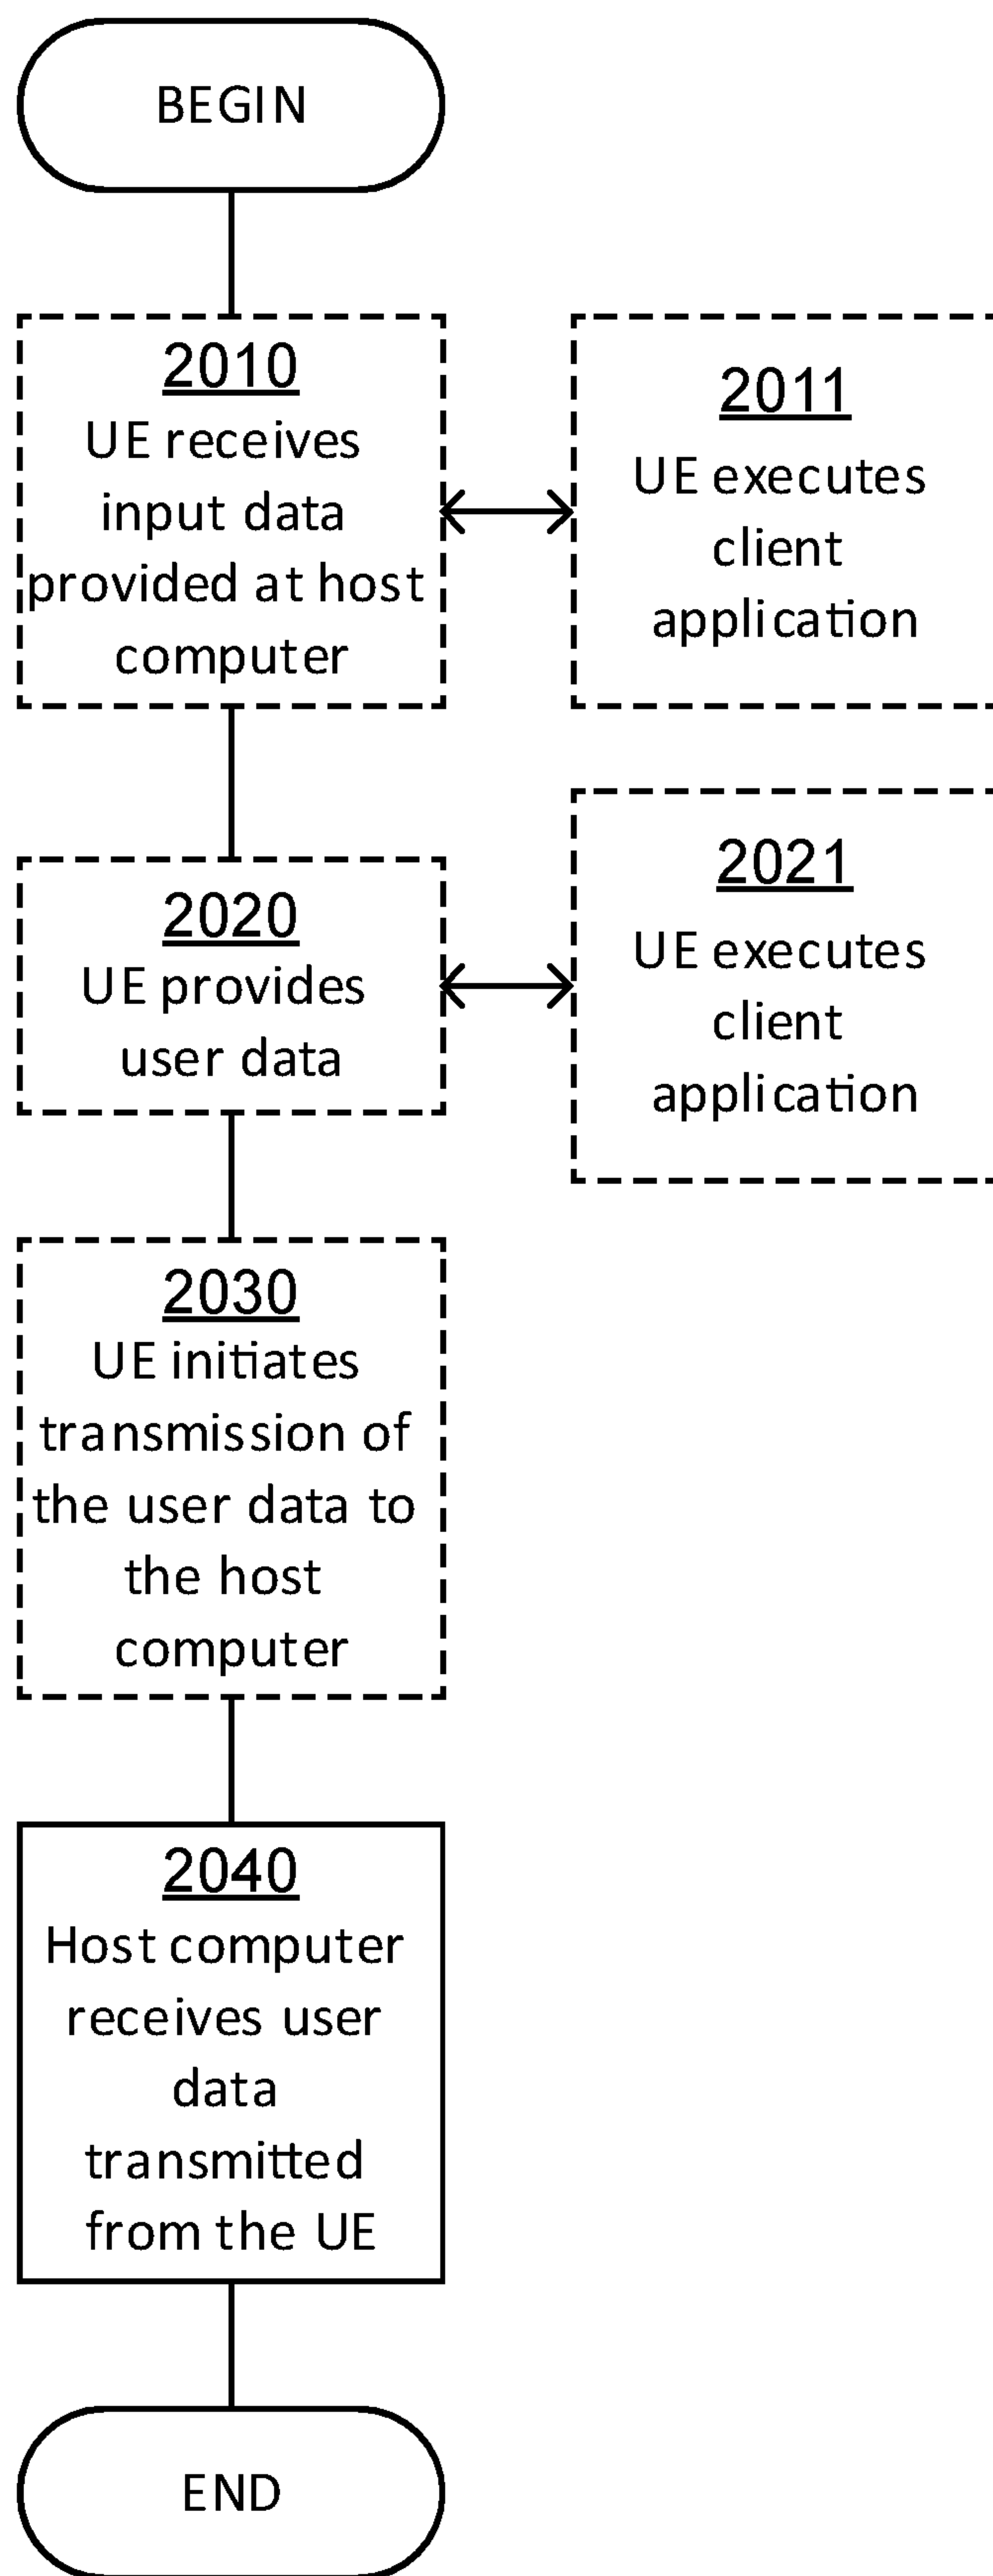 BEGIN
2010
UE receives
input data
provided at host
computer
2011
UE executes
client
application
2020
UE provides
user data
2021
UE executes
client
application
2030
UE initiates
transmission of
the user data to
the host
computer
2040
Host computer
receives user
data
transmitted
from the UE
END